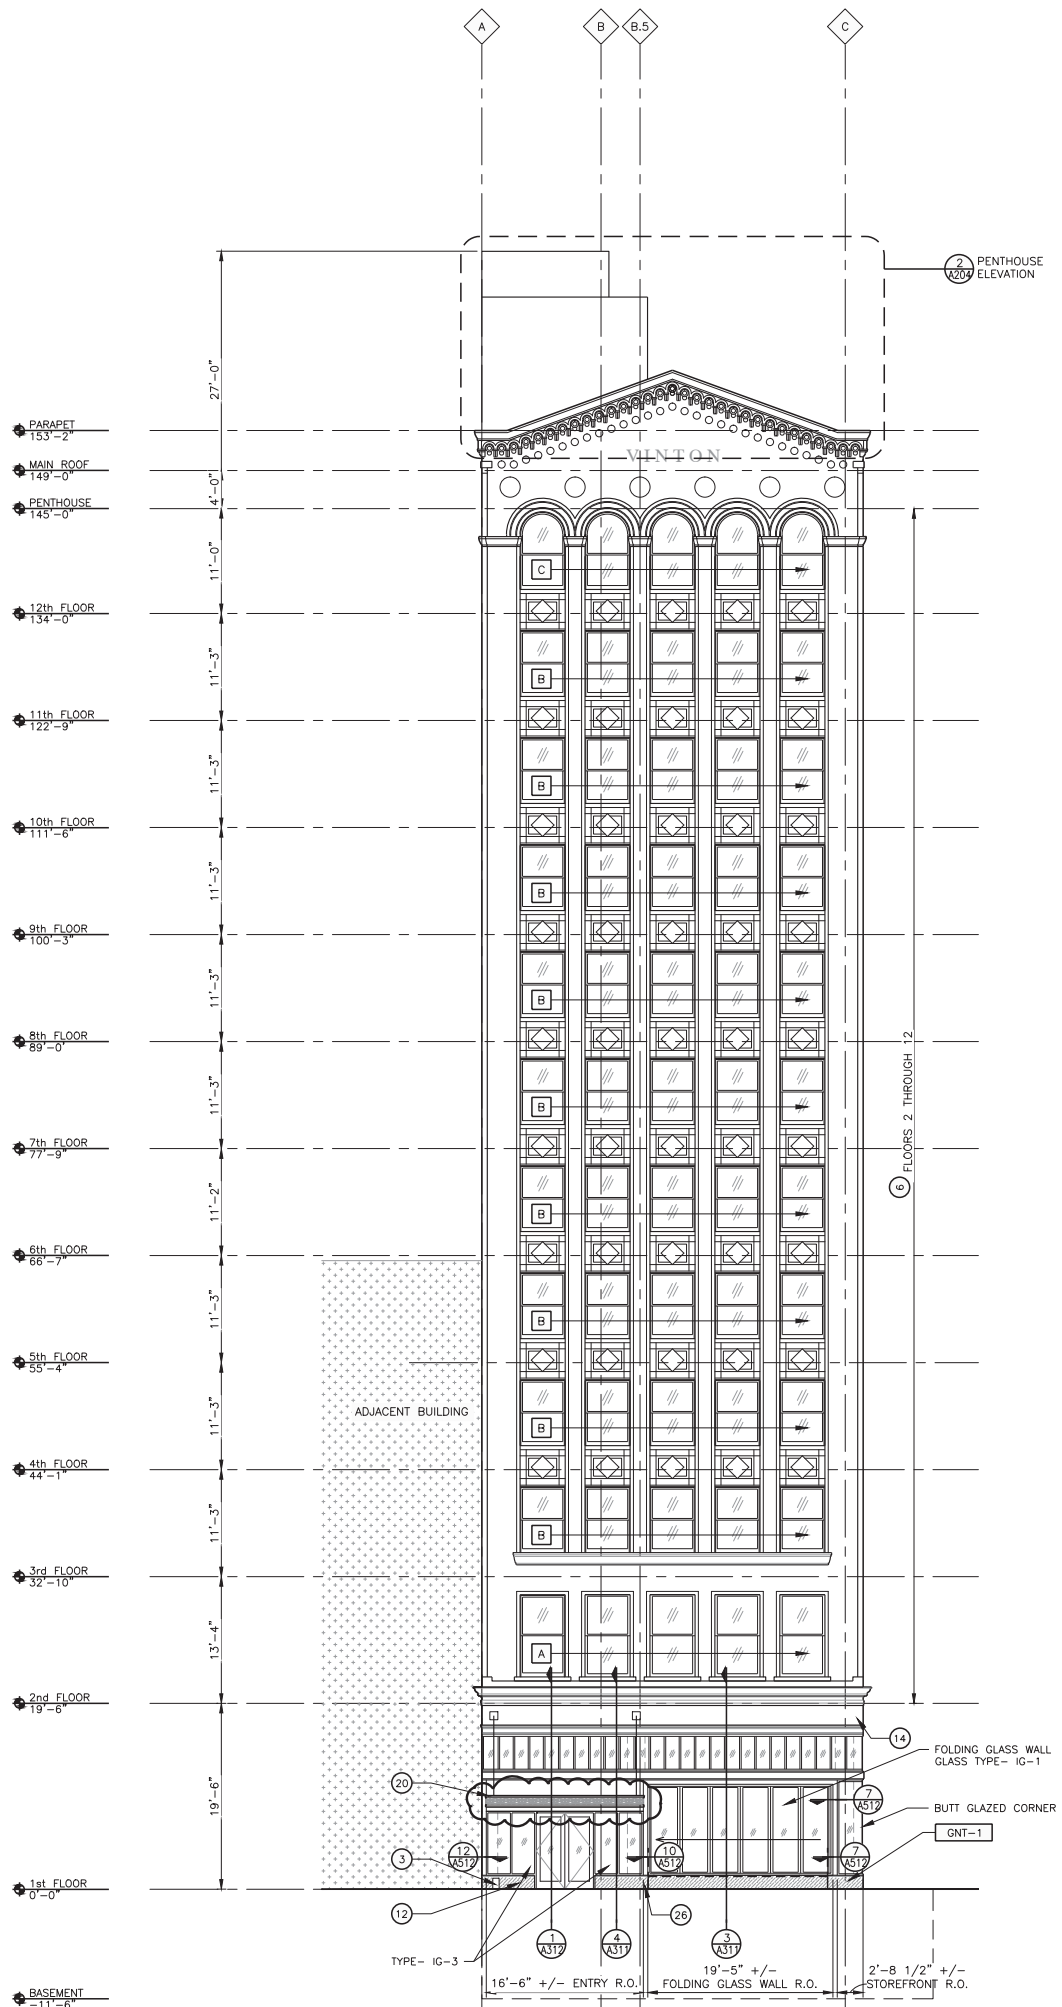 A
B
B.5
C
2
A204
PENTHOUSE
ELEVATION
27'-0"
PARAPET
153'-2"
VINTON
MAIN ROOF
149'-0"
4'-0"
PENTHOUSE
145'-0"
11'-0"
C
12th FLOOR
134'-0"
11'-3"
B
11th FLOOR
122'-9"
11'-3"
B
10th FLOOR
111'-6"
11'-3"
B
9th FLOOR
100'-3"
11'-3"
B
8th FLOOR
89'-0'
11'-3"
B
6 FLOORS 2 THROUGH 12
7th FLOOR
77'-9"
11'-2"
B
6th FLOOR
66'-7"
11'-3"
B
5th FLOOR
55'-4"
ADJACENT BUILDING
11'-3"
B
4th FLOOR
44'-1"
11'-3"
B
3rd FLOOR
32'-10"
13'-4"
A
2nd FLOOR
19'-6"
14
FOLDING GLASS WALL
GLASS TYPE- IG-1
20
19'-6"
7
A512
BUTT GLAZED CORNER
GNT-1
12
A512
10
A512
7
A512
3
1st FLOOR
0'-0"
12
26
1
A312
4
A311
3
A311
TYPE- IG-3
16'-6" +/- ENTRY R.O.
19'-5" +/-
FOLDING GLASS WALL R.O.
2'-8 1/2" +/-
STOREFRONT R.O.
BASEMENT
-11'-6"